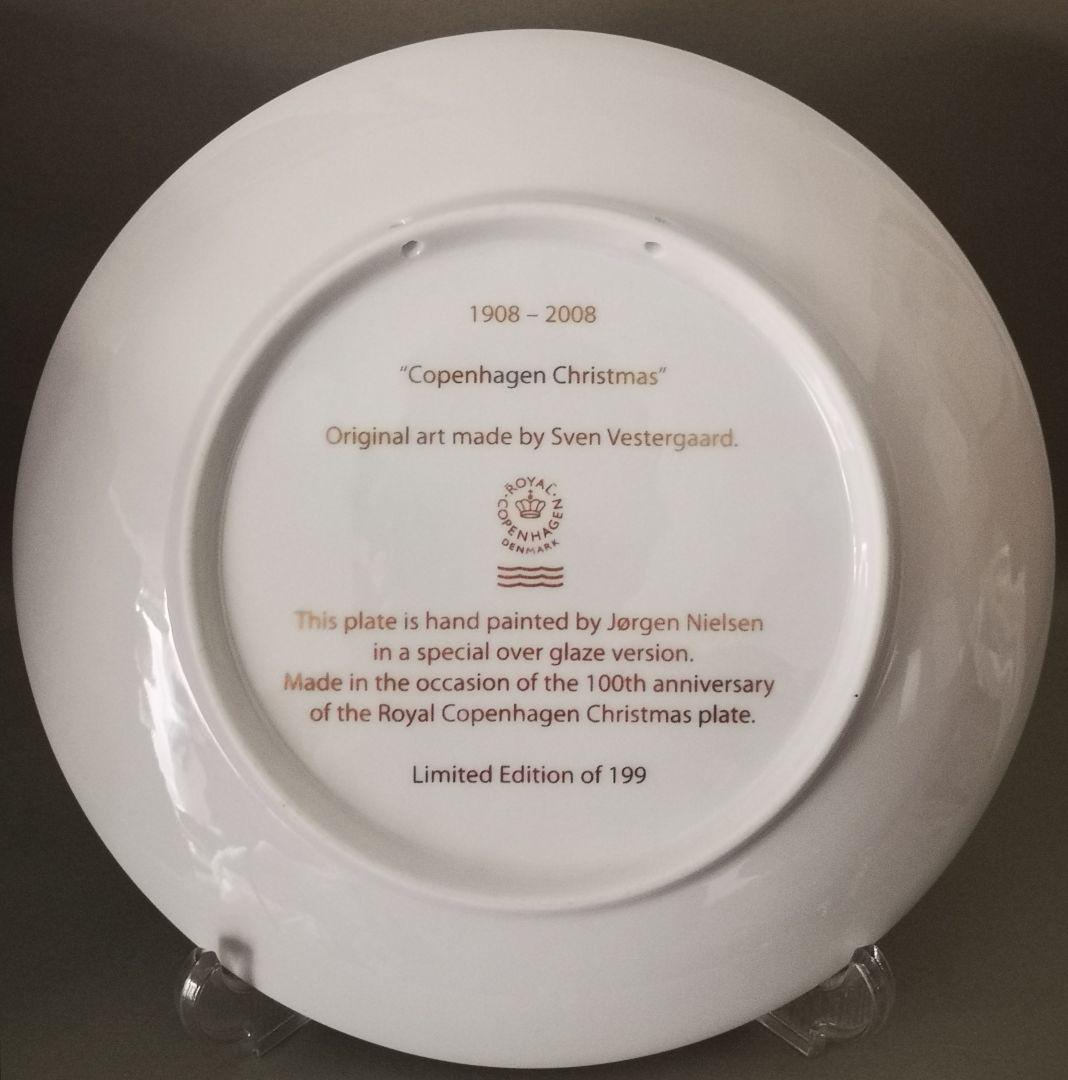 1908 – 2008
“Copenhagen Christmas”
Original art made by Sven Vestergaard.
ROYAL COPENHAGEN
DENMARK
This plate is hand painted by Jørgen Nielsen
in a special over glaze version.
Made in the occasion of the 100th anniversary
of the Royal Copenhagen Christmas plate.
Limited Edition of 199